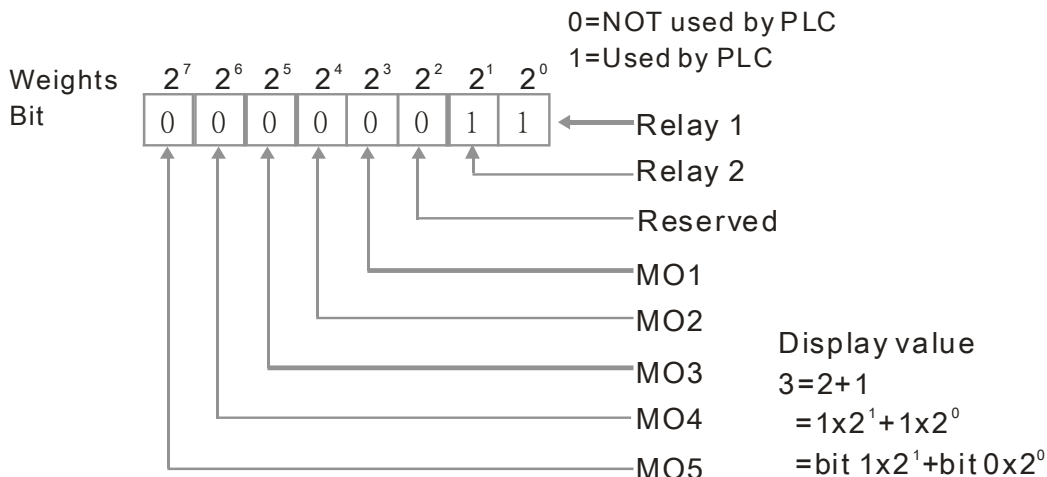 0=NOT used by PLC
1=Used by PLC
Weights 2⁷ 2⁶ 2⁵ 2⁴ 2³ 2² 2¹ 2⁰
Bit 0 0 0 0 0 0 1 1
Relay 1
Relay 2
Reserved
MO1
MO2
MO3
MO4
MO5
Display value
3=2+1
=1x2¹+1x2⁰
=bit 1x2¹+bit 0x2⁰